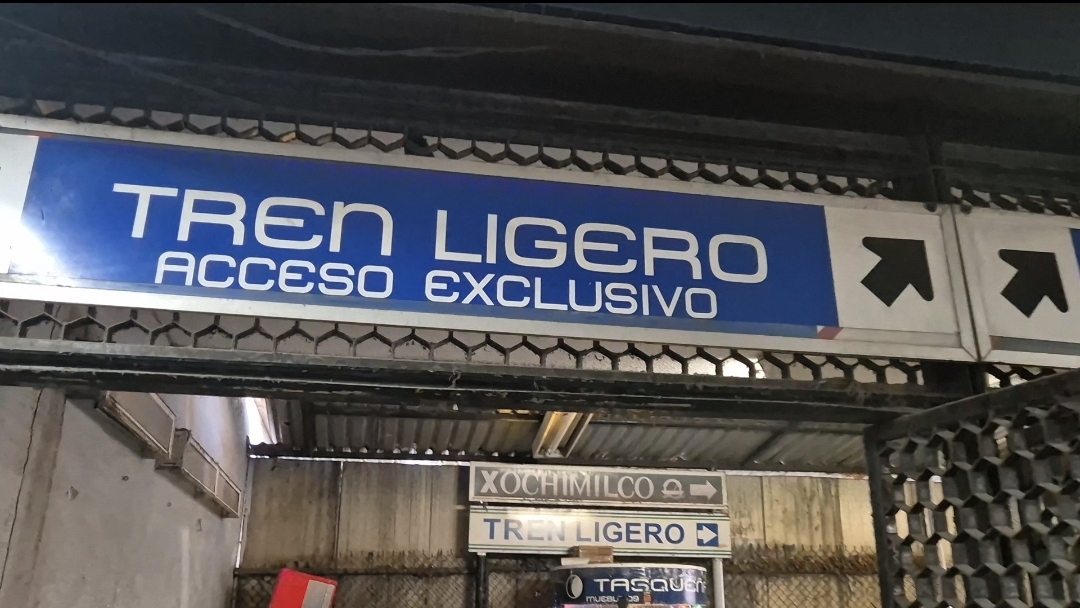 TREN LIGERO
ACCESO EXCLUSIVO
XOCHIMILCO
TREN LIGERO
TASQUEÑ